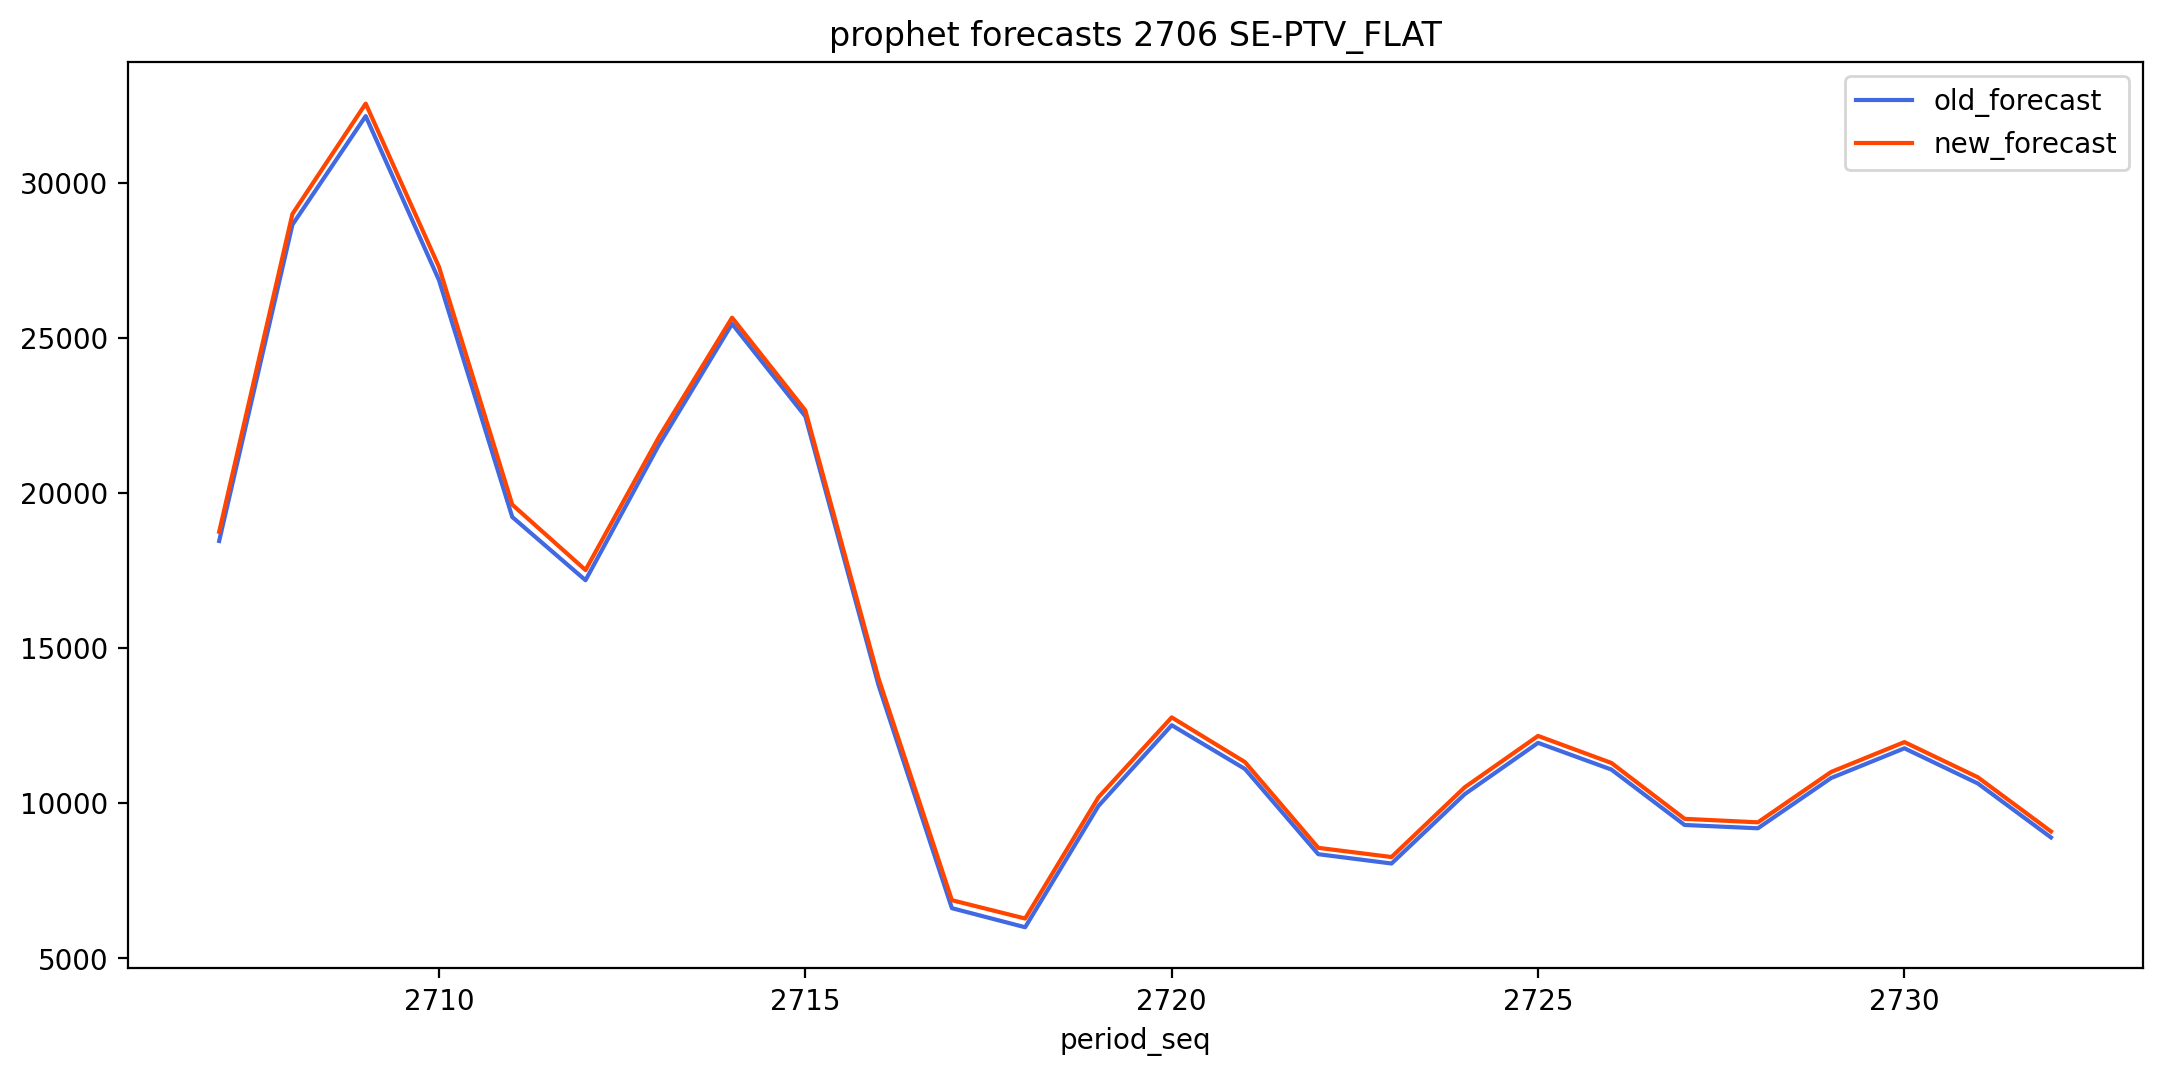 prophet forecasts 2706 SE-PTV_FLAT
old_forecast
new_forecast
30000
25000
20000
15000
10000
5000
2710 2715 2720 2725 2730
period_seq